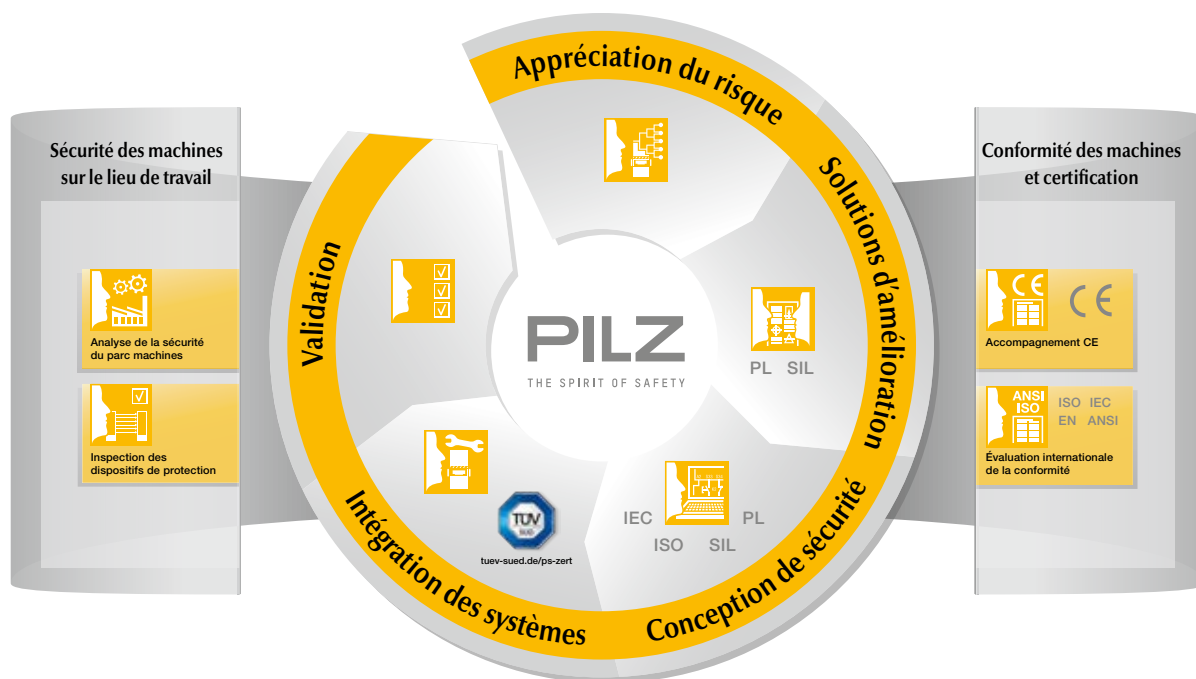 Sécurité des machines
sur le lieu de travail
Analyse de la sécurité
du parc machines
Inspection des
dispositifs de protection
Appréciation du risque
Solutions d'amélioration
PL SIL
Conception de sécurité
IEC PL
ISO SIL
Intégration des systèmes
TÜV
SÜD
tuev-sued.de/ps-zert
Validation
PILZ
THE SPIRIT OF SAFETY
Conformité des machines
et certification
CE CE
Accompagnement CE
ANSI
ISO
ISO IEC
EN ANSI
Évaluation internationale
de la conformité